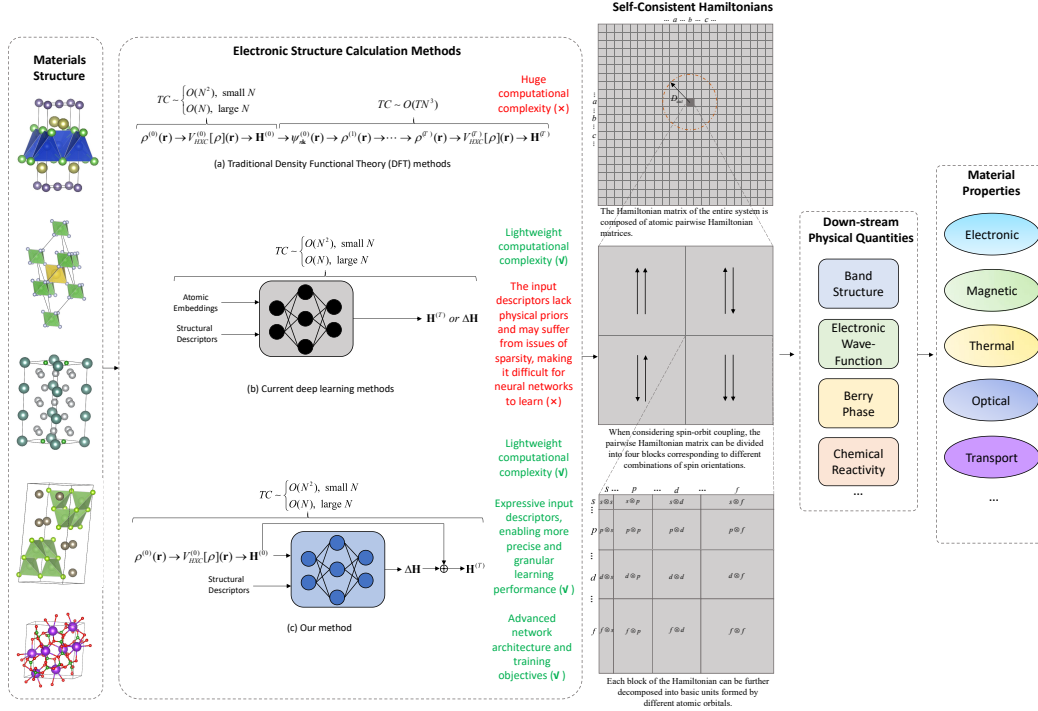 Materials
Structure
Electronic Structure Calculation Methods
TC ~ { O(N²), small N
O(N), large N
TC ~ O(TN³)
Huge
computational
complexity (×)
ρ⁽⁰⁾(r) → V_HXC⁽⁰⁾[ρ](r) → H⁽⁰⁾ → ψ_nk⁽⁰⁾(r) → ρ⁽¹⁾(r) → ⋯ → ρ⁽ᵀ⁾(r) → V_HXC⁽ᵀ⁾[ρ](r) → H⁽ᵀ⁾
(a) Traditional Density Functional Theory (DFT) methods
TC ~ { O(N²), small N
O(N), large N
Atomic
Embeddings
Structural
Descriptors
H⁽ᵀ⁾ or ΔH
(b) Current deep learning methods
Lightweight
computational
complexity (√)
The input
descriptors lack
physical priors
and may suffer
from issues of
sparsity, making
it difficult for
neural networks
to learn (×)
TC ~ { O(N²), small N
O(N), large N
ρ⁽⁰⁾(r) → V_HXC⁽⁰⁾[ρ](r) → H⁽⁰⁾
Structural
Descriptors
ΔH → ⊕ → H⁽ᵀ⁾
(c) Our method
Lightweight
computational
complexity (√)
Expressive input
descriptors,
enabling more
precise and
granular
learning
performance (√ )
Advanced
network
architecture and
training
objectives (√ )
Self-Consistent Hamiltonians
... a ... b ... c ...
...
a
...
b
...
c
...
D_cut
The Hamiltonian matrix of the entire system is
composed of atomic pairwise Hamiltonian
matrices.
When considering spin-orbit coupling, the
pairwise Hamiltonian matrix can be divided
into four blocks corresponding to different
combinations of spin orientations.
s ... p ... d ... f
s s⊗s s⊗p s⊗d s⊗f
...
p p⊗s p⊗p p⊗d p⊗f
...
d d⊗s d⊗p d⊗d d⊗f
...
f f⊗s f⊗p f⊗d f⊗f
Each block of the Hamiltonian can be further
decomposed into basic units formed by
different atomic orbitals.
Down-stream
Physical Quantities
Band
Structure
Electronic
Wave-
Function
Berry
Phase
Chemical
Reactivity
...
Material
Properties
Electronic
Magnetic
Thermal
Optical
Transport
...